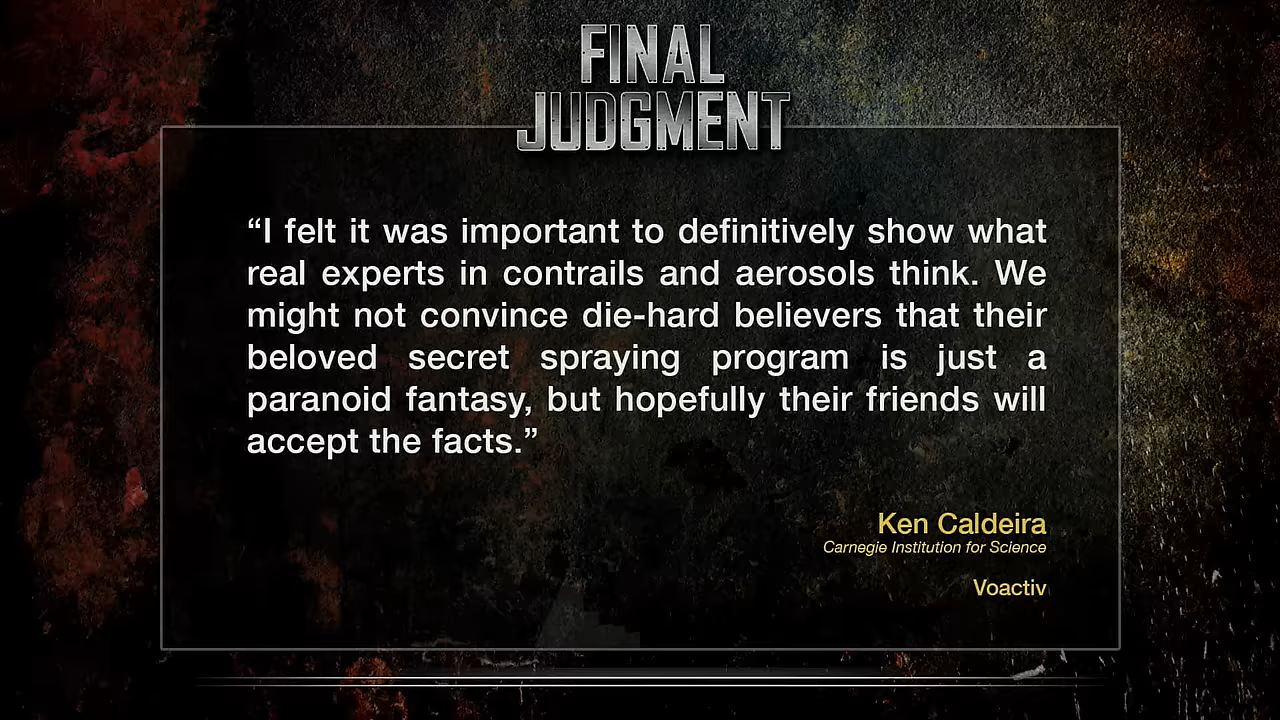 FINAL
JUDGMENT
“I felt it was important to definitively show what
real experts in contrails and aerosols think. We
might not convince die-hard believers that their
beloved secret spraying program is just a
paranoid fantasy, but hopefully their friends will
accept the facts.”
Ken Caldeira
Carnegie Institution for Science
Voactiv